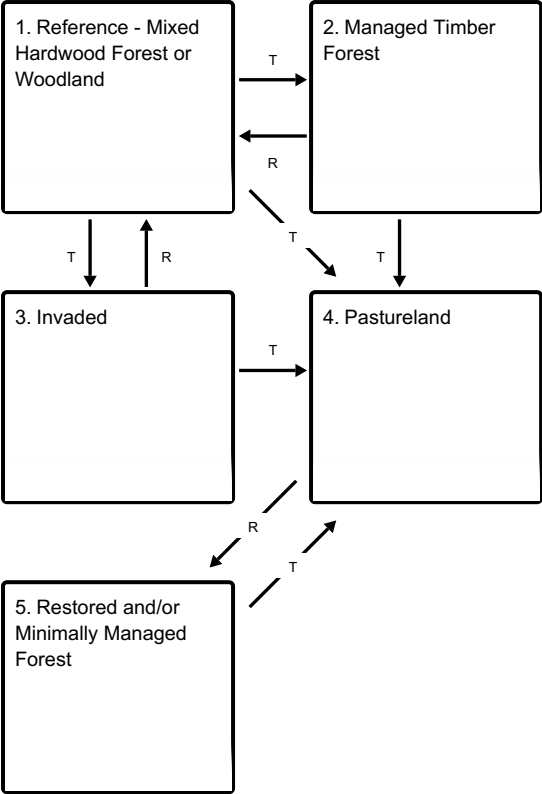 1. Reference - Mixed
Hardwood Forest or
Woodland
T
2. Managed Timber
Forest
R
T
T
R
T
3. Invaded
T
4. Pastureland
R
T
5. Restored and/or
Minimally Managed
Forest